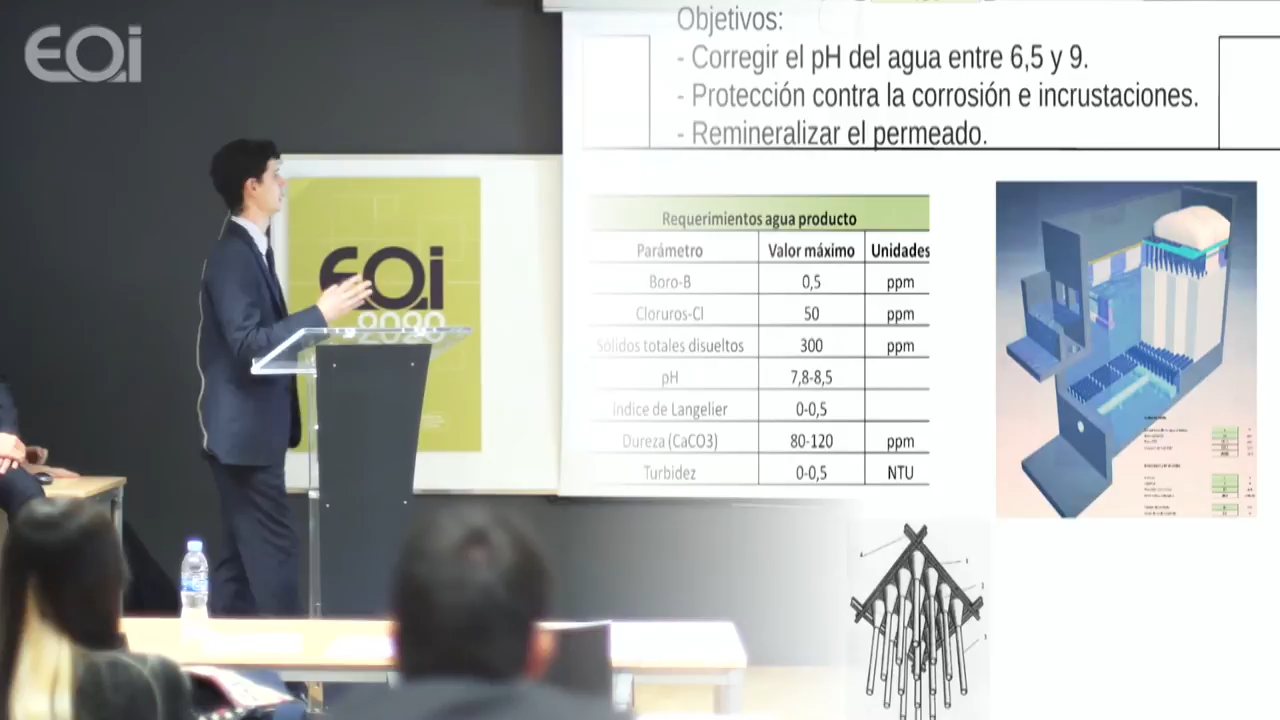 EOi
Objetivos:
- Corregir el pH del agua entre 6,5 y 9.
- Protección contra la corrosión e incrustaciones.
- Remineralizar el permeado.
EOi
2020
Requerimientos agua producto
Parámetro Valor máximo Unidades
Boro-B 0,5 ppm
Cloruros-Cl 50 ppm
Sólidos totales disueltos 300 ppm
pH 7,8-8,5
Índice de Langelier 0-0,5
Dureza (CaCO3) 80-120 ppm
Turbidez 0-0,5 NTU